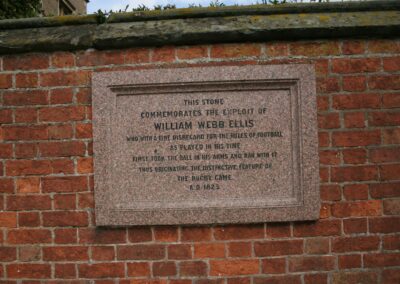 THIS STONE
COMMEMORATES THE EXPLOIT OF
WILLIAM WEBB ELLIS
WHO WITH A FINE DISREGARD FOR THE RULES OF FOOTBALL
AS PLAYED IN HIS TIME
FIRST TOOK THE BALL IN HIS ARMS AND RAN WITH IT
THUS ORIGINATING THE DISTINCTIVE FEATURE OF
THE RUGBY GAME.
A.D. 1823